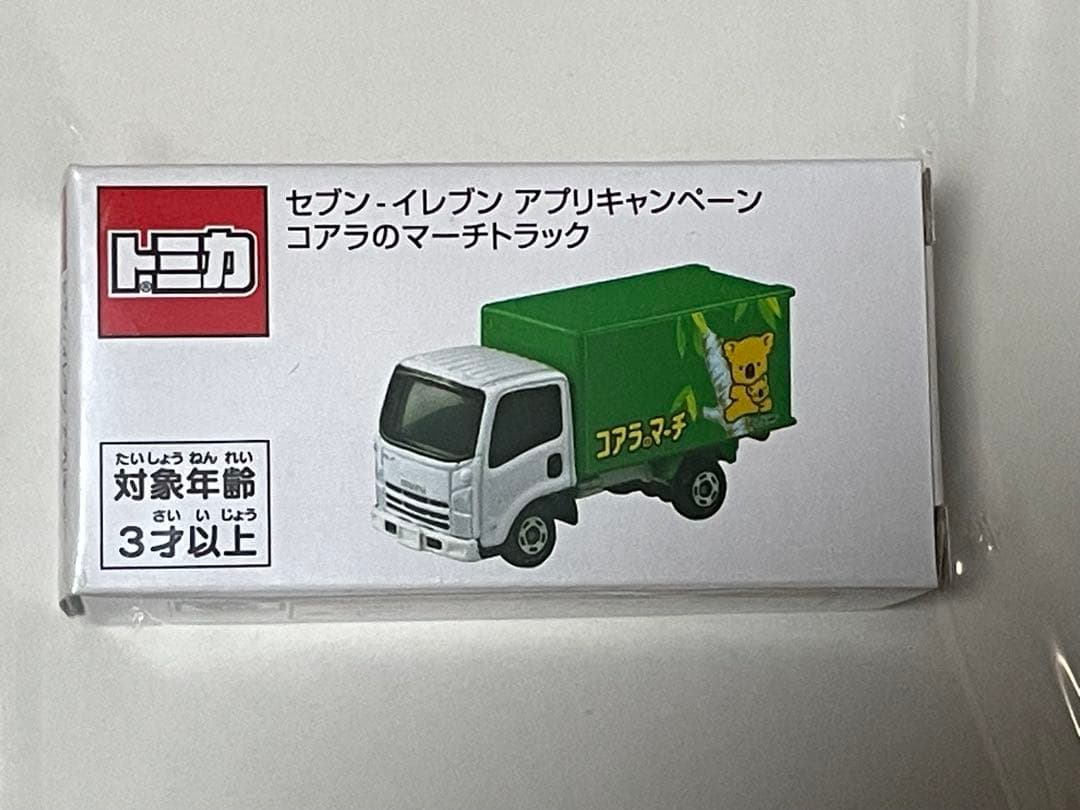 セブン-イレブン アプリキャンペーン
コアラのマーチトラック
トミカ
®
コアラのマーチ
ISUZU
たいしょうねんれい
対象年齢
さいいじょう
3才以上